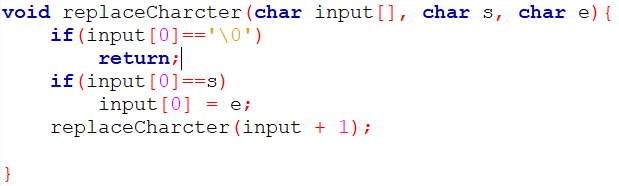 void replaceCharcter(char input[], char s, char e){
    if(input[0]=='\0')
        return;
    if(input[0]==s)
        input[0] = e;
    replaceCharcter(input + 1);
}